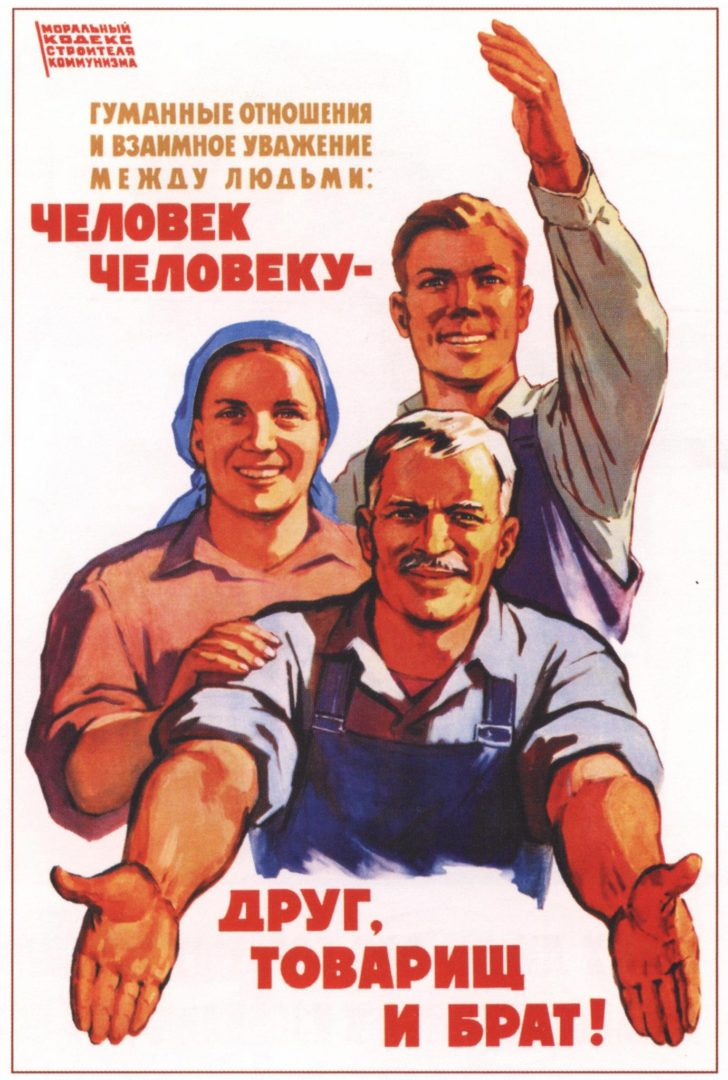 МОРАЛЬНЫЙ
КОДЕКС
СТРОИТЕЛЯ
КОММУНИЗМА
ГУМАННЫЕ ОТНОШЕНИЯ
И ВЗАИМНОЕ УВАЖЕНИЕ
МЕЖДУ ЛЮДЬМИ:
ЧЕЛОВЕК
ЧЕЛОВЕКУ-
ДРУГ,
ТОВАРИЩ
И БРАТ!